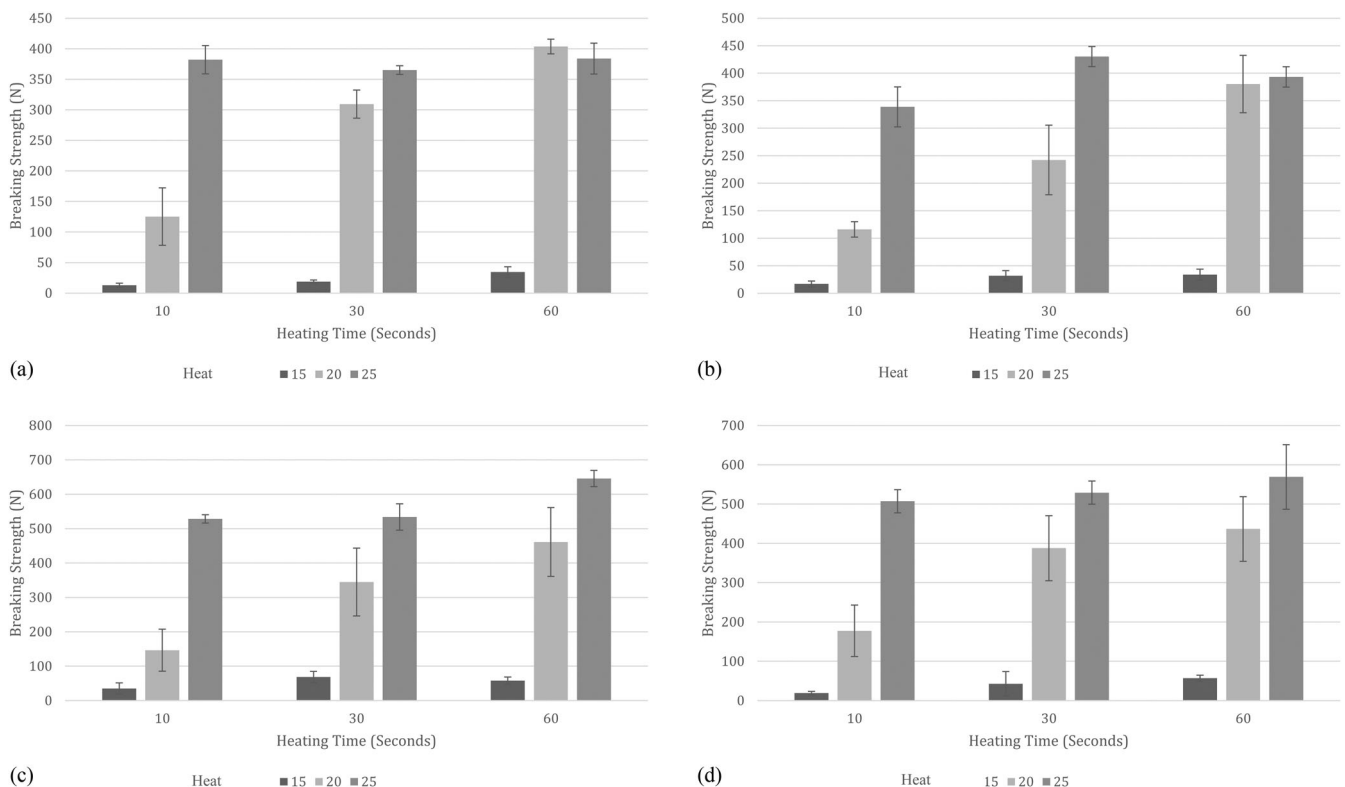 450
400
350
300
250
200
150
100
50
0
Breaking Strength (N)
10 30 60
Heating Time (Seconds)
(a) Heat 15 20 25
500
450
400
350
300
250
200
150
100
50
0
Breaking Strength (N)
10 30 60
Heating Time (Seconds)
(b) Heat 15 20 25
800
700
600
500
400
300
200
100
0
Breaking Strength (N)
10 30 60
Heating Time (Seconds)
(c) Heat 15 20 25
700
600
500
400
300
200
100
0
Breaking Strength (N)
10 30 60
Heating Time (Seconds)
(d) Heat 15 20 25